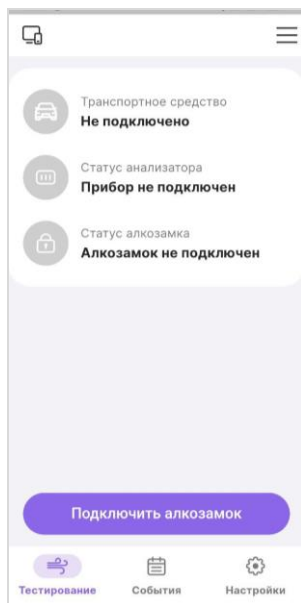 Транспортное средство
Не подключено
Статус анализатора
Прибор не подключен
Статус алкозамка
Алкозамок не подключен
Подключить алкозамок
Тестирование
События
Настройки